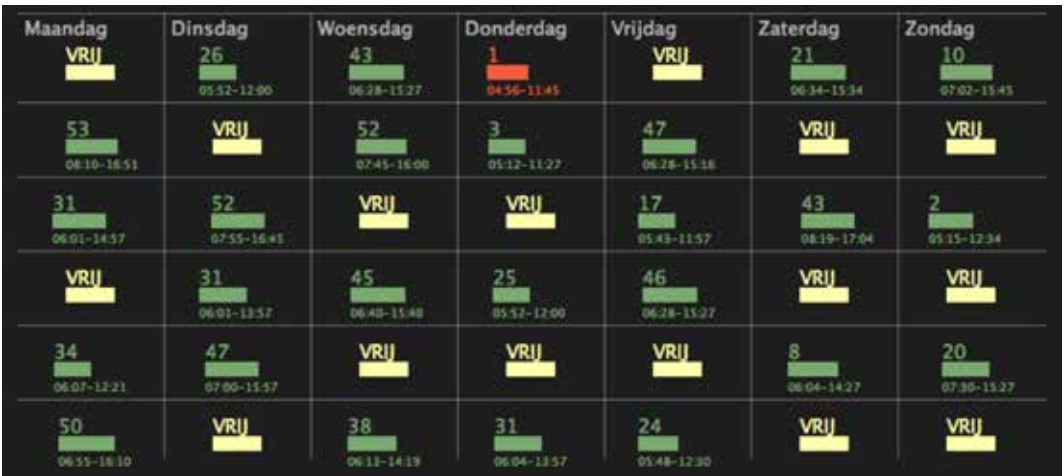 Maandag Dinsdag Woensdag Donderdag Vrijdag Zaterdag Zondag
VRIJ 26 43 1 VRIJ 21 10
05:52-12:00 06:28-15:27 04:56-11:45 06:34-15:34 07:02-15:45
53 VRIJ 52 3 47 VRIJ VRIJ
08:10-16:51 07:45-16:00 05:12-11:27 06:28-15:16
31 52 VRIJ VRIJ 17 43 2
06:01-14:57 07:55-16:45 05:43-11:57 08:19-17:04 05:15-12:34
VRIJ 31 45 25 46 VRIJ VRIJ
06:01-13:57 06:40-15:40 05:52-12:00 06:28-15:27
34 47 VRIJ VRIJ VRIJ 8 20
06:07-12:21 07:00-15:57 06:04-14:27 07:30-15:27
50 VRIJ 38 31 24 VRIJ VRIJ
06:55-16:10 06:13-14:19 06:04-13:57 05:48-12:30